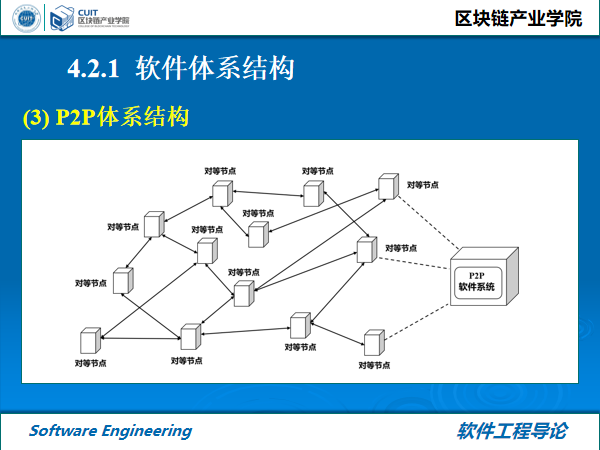 CUIT
CUIT
区块链产业学院
区块链产业学院
4.2.1 软件体系结构
(3) P2P体系结构
对等节点
对等节点
对等节点
对等节点
对等节点
对等节点
对等节点
对等节点
对等节点
对等节点
对等节点
对等节点
对等节点
P2P
软件系统
Software Engineering
软件工程导论